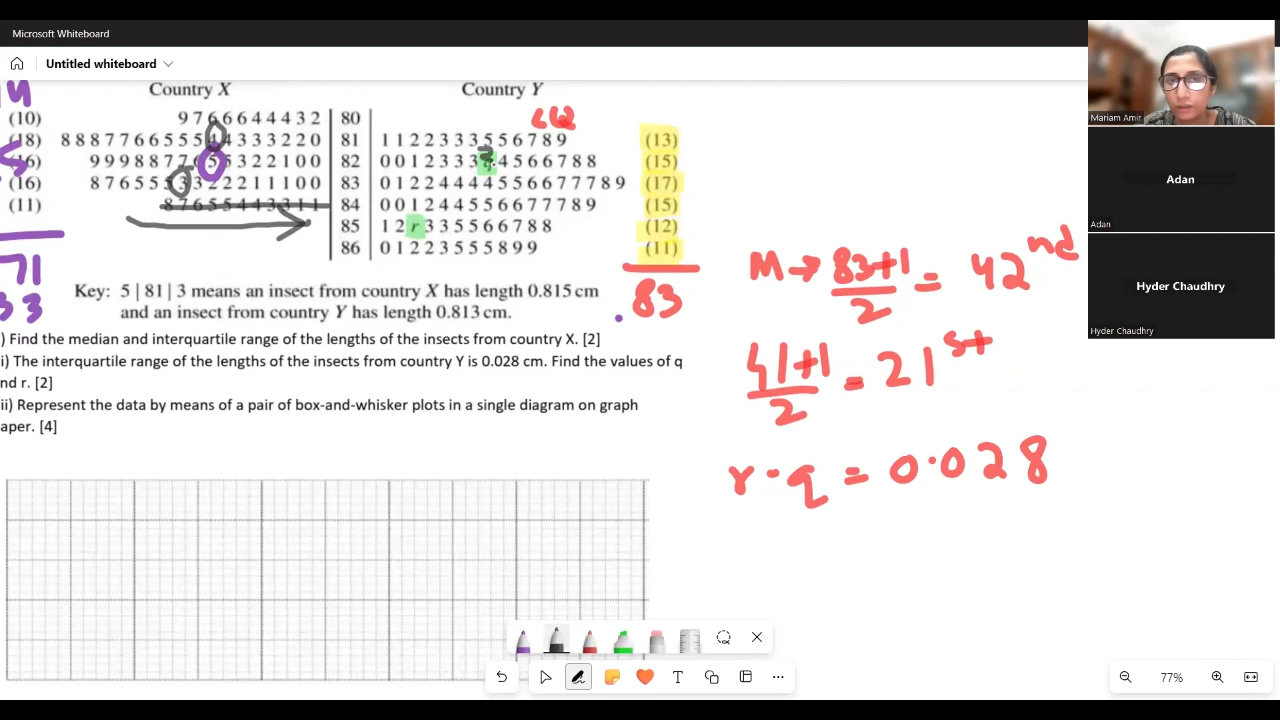 Microsoft Whiteboard
Untitled whiteboard
Country X Country Y
(10) 9 7 6 6 6 4 4 4 3 2 80
LQ
(18) 8 8 8 7 7 6 6 5 5 5 4 4 3 3 3 2 2 0 81 1 1 2 2 3 3 3 5 5 5 6 7 8 9 (13)
6) 9 9 9 8 8 7 7 6 5 3 2 2 1 0 0 82 0 0 1 2 3 3 3 q 4 5 6 6 7 8 8 (15)
(16) 8 7 6 5 5 5 3 3 2 2 2 1 1 1 0 0 83 0 1 2 2 4 4 4 4 5 5 6 6 7 7 7 8 9 (17)
(11) 8 7 6 5 5 4 4 3 3 1 1 84 0 0 1 2 4 4 5 5 6 6 7 7 7 8 9 (15)
85 1 2 r 3 3 5 5 6 6 7 8 8 (12)
86 0 1 2 2 3 5 5 5 8 9 9 (11)
71
83
33
Key: 5 | 81 | 3 means an insect from country X has length 0.815 cm
and an insect from country Y has length 0.813 cm.
) Find the median and interquartile range of the lengths of the insects from country X. [2]
i) The interquartile range of the lengths of the insects from country Y is 0.028 cm. Find the values of q
nd r. [2]
ii) Represent the data by means of a pair of box-and-whisker plots in a single diagram on graph
aper. [4]
M → 83+1/2 = 42nd
41+1/2 = 21st
r - q = 0.028
Mariam Amir
Adan
Adan
Hyder Chaudhry
Hyder Chaudhry
77%